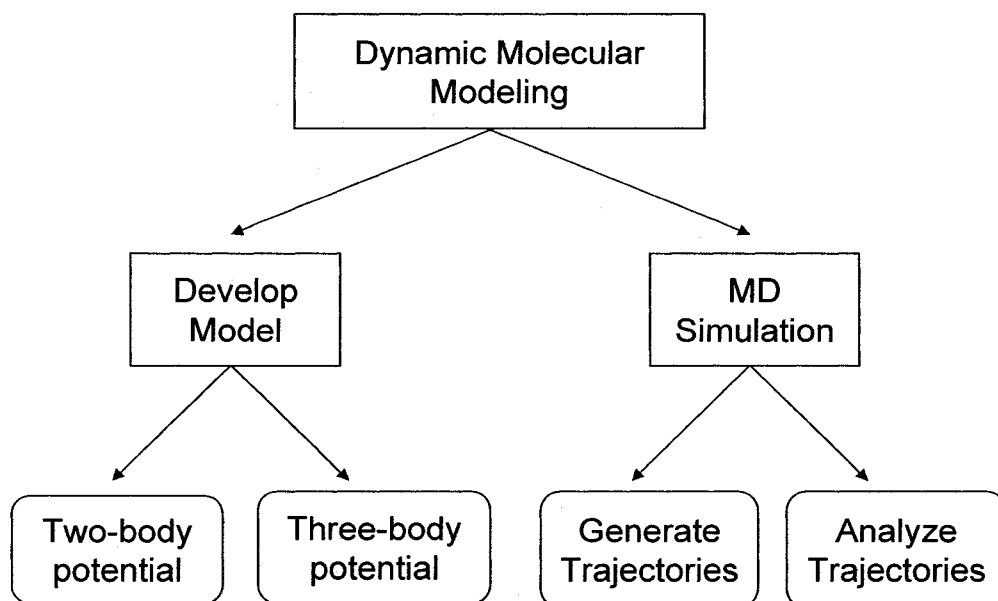 Dynamic Molecular
Modeling
Develop
Model
MD
Simulation
Two-body
potential
Three-body
potential
Generate
Trajectories
Analyze
Trajectories